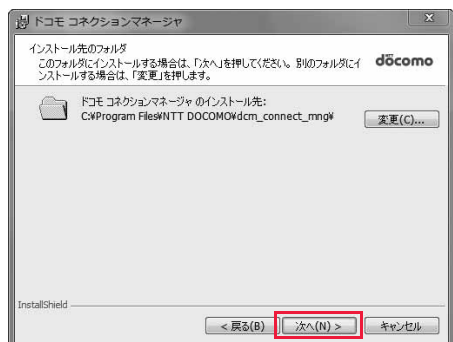 ドコモ コネクションマネージャ
インストール先のフォルダ
このフォルダにインストールする場合は、「次へ」を押してください。別のフォルダにイ
ンストールする場合は、「変更」を押します。
NTT
döcomo
ドコモ コネクションマネージャ のインストール先:
C:¥Program Files¥NTT DOCOMO¥dcm_connect_mng¥
変更(C)...
InstallShield
< 戻る(B)
次へ(N) >
キャンセル